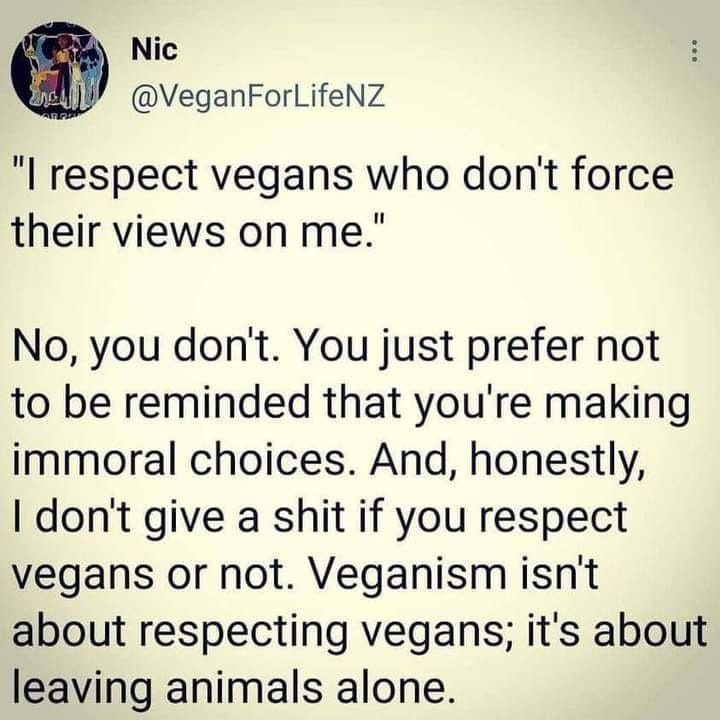 Nic
@VeganForLifeNZ
"I respect vegans who don't force
their views on me."
No, you don't. You just prefer not
to be reminded that you're making
immoral choices. And, honestly,
I don't give a shit if you respect
vegans or not. Veganism isn't
about respecting vegans; it's about
leaving animals alone.